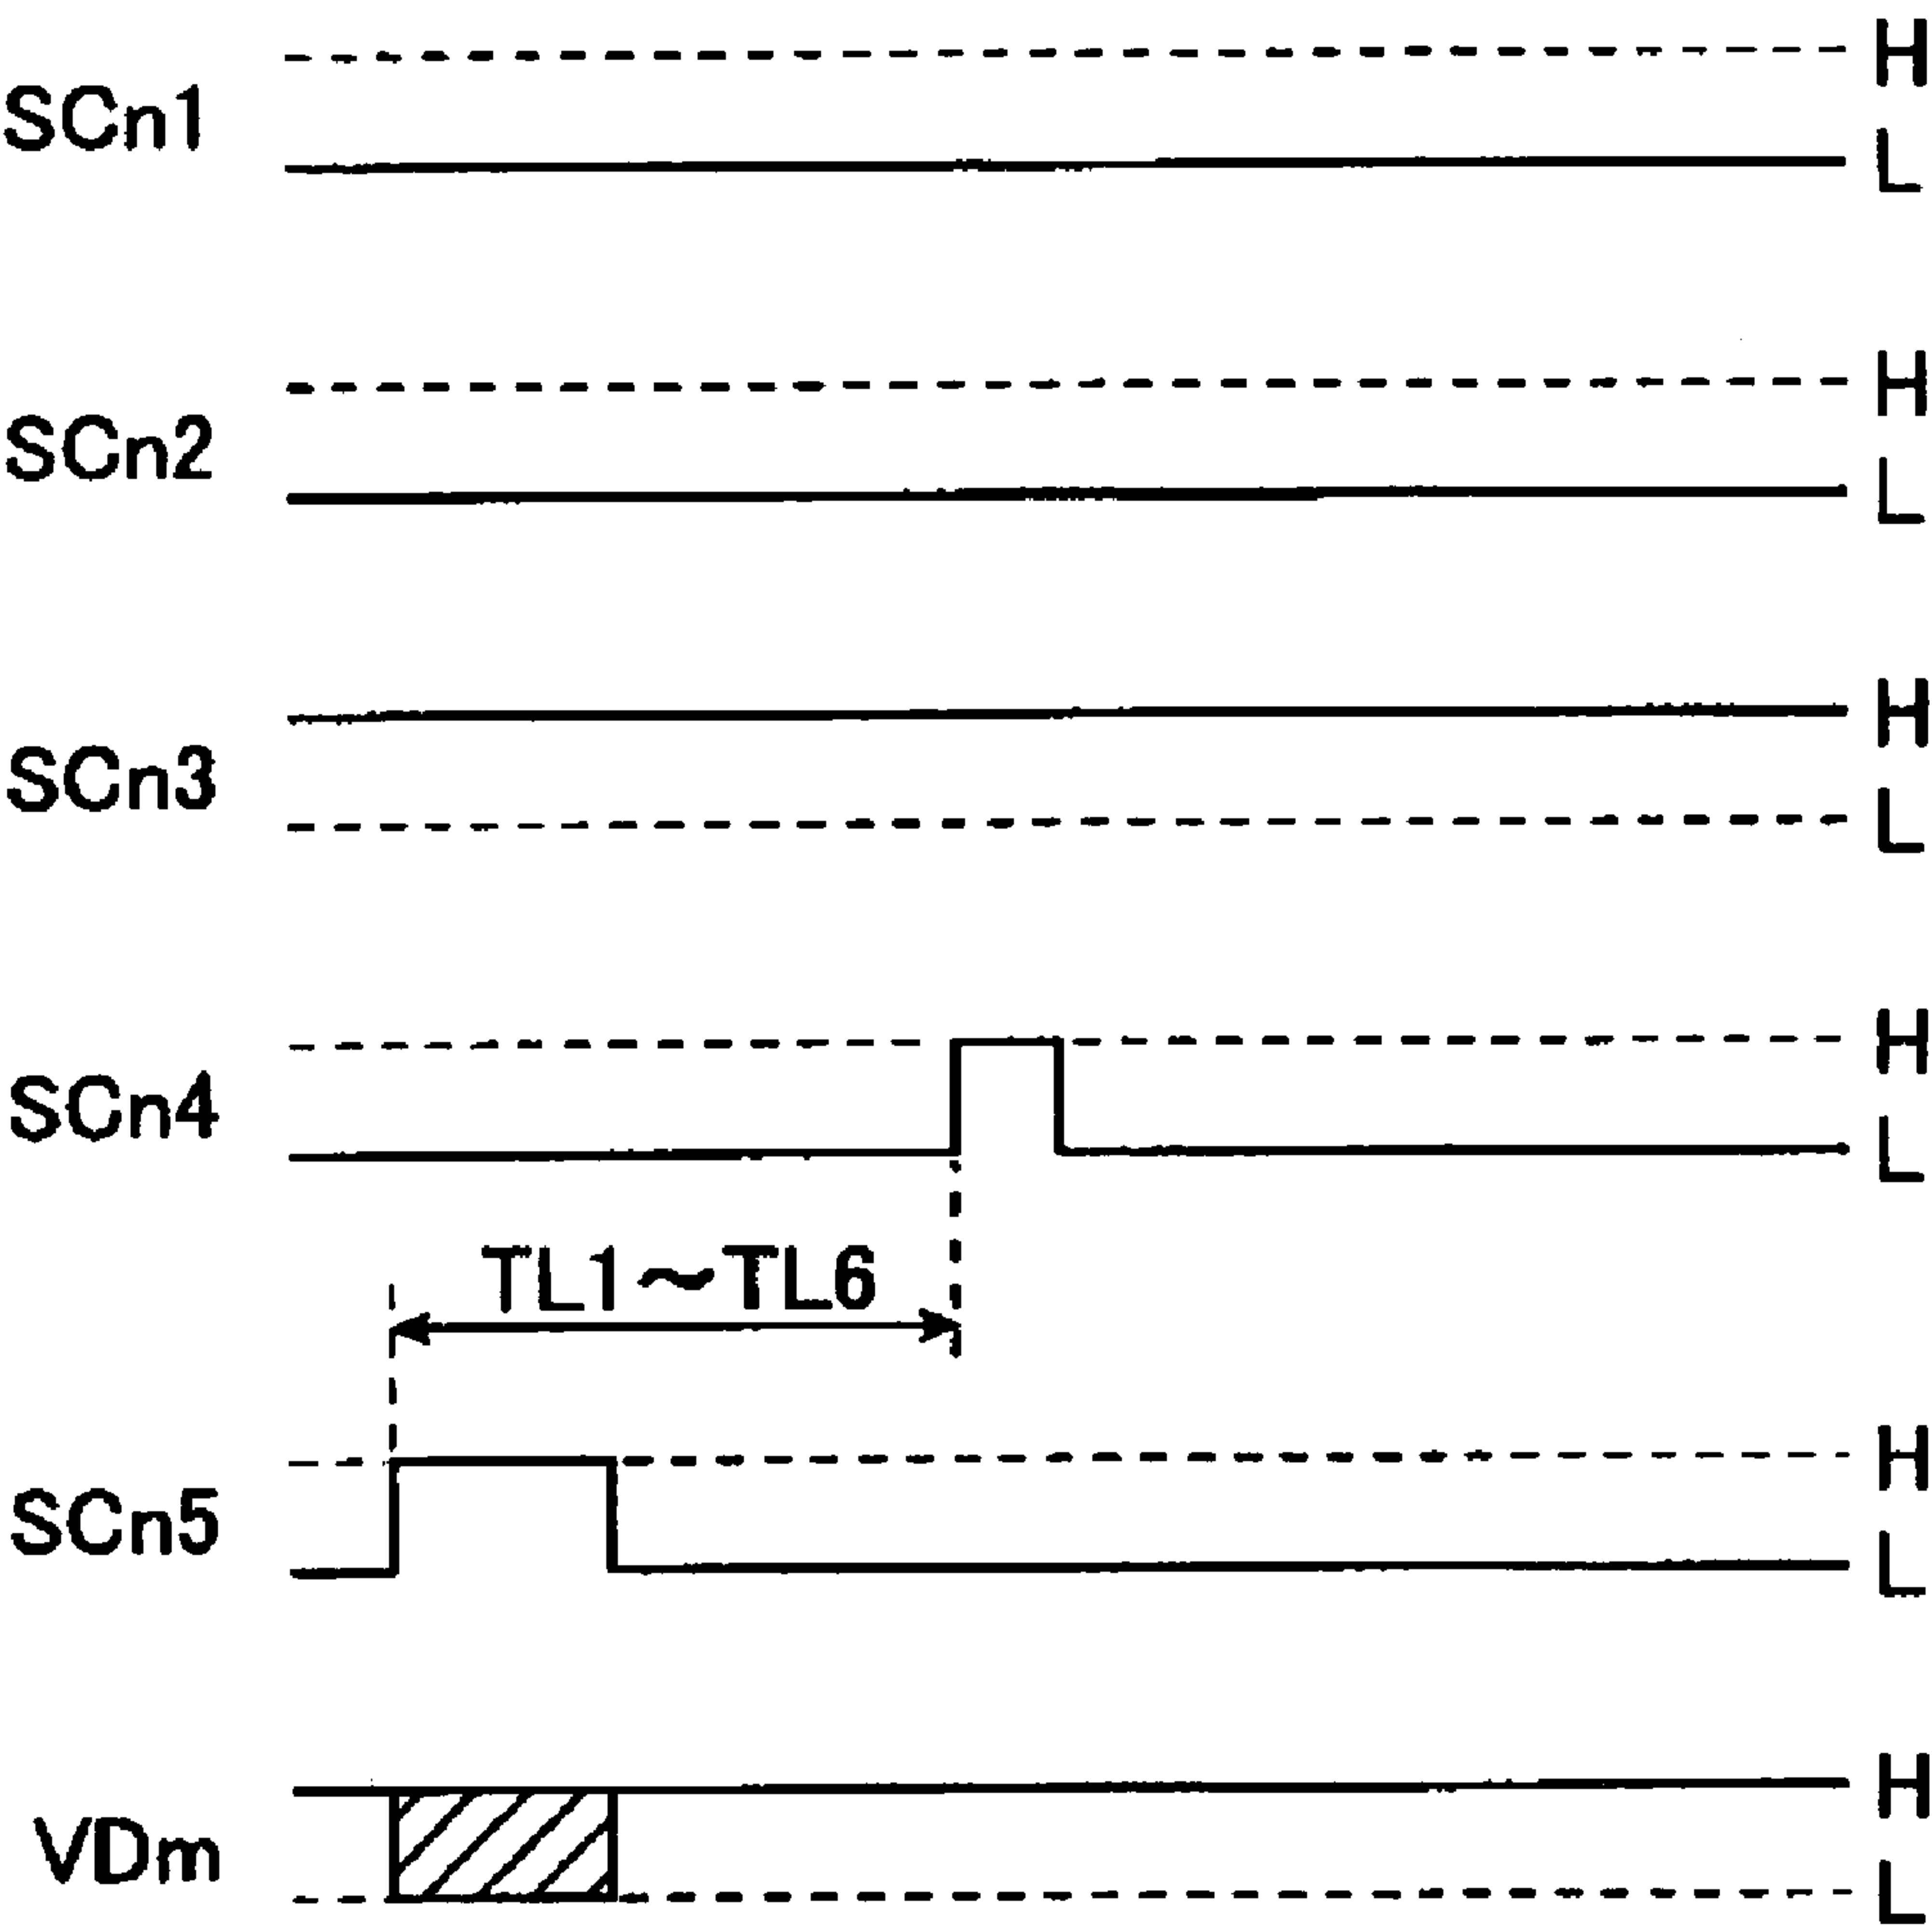 SCn1 H
L
SCn2 H
L
SCn3 H
L
SCn4 H
L
TL1~TL6
SCn5 H
L
VDm H
L